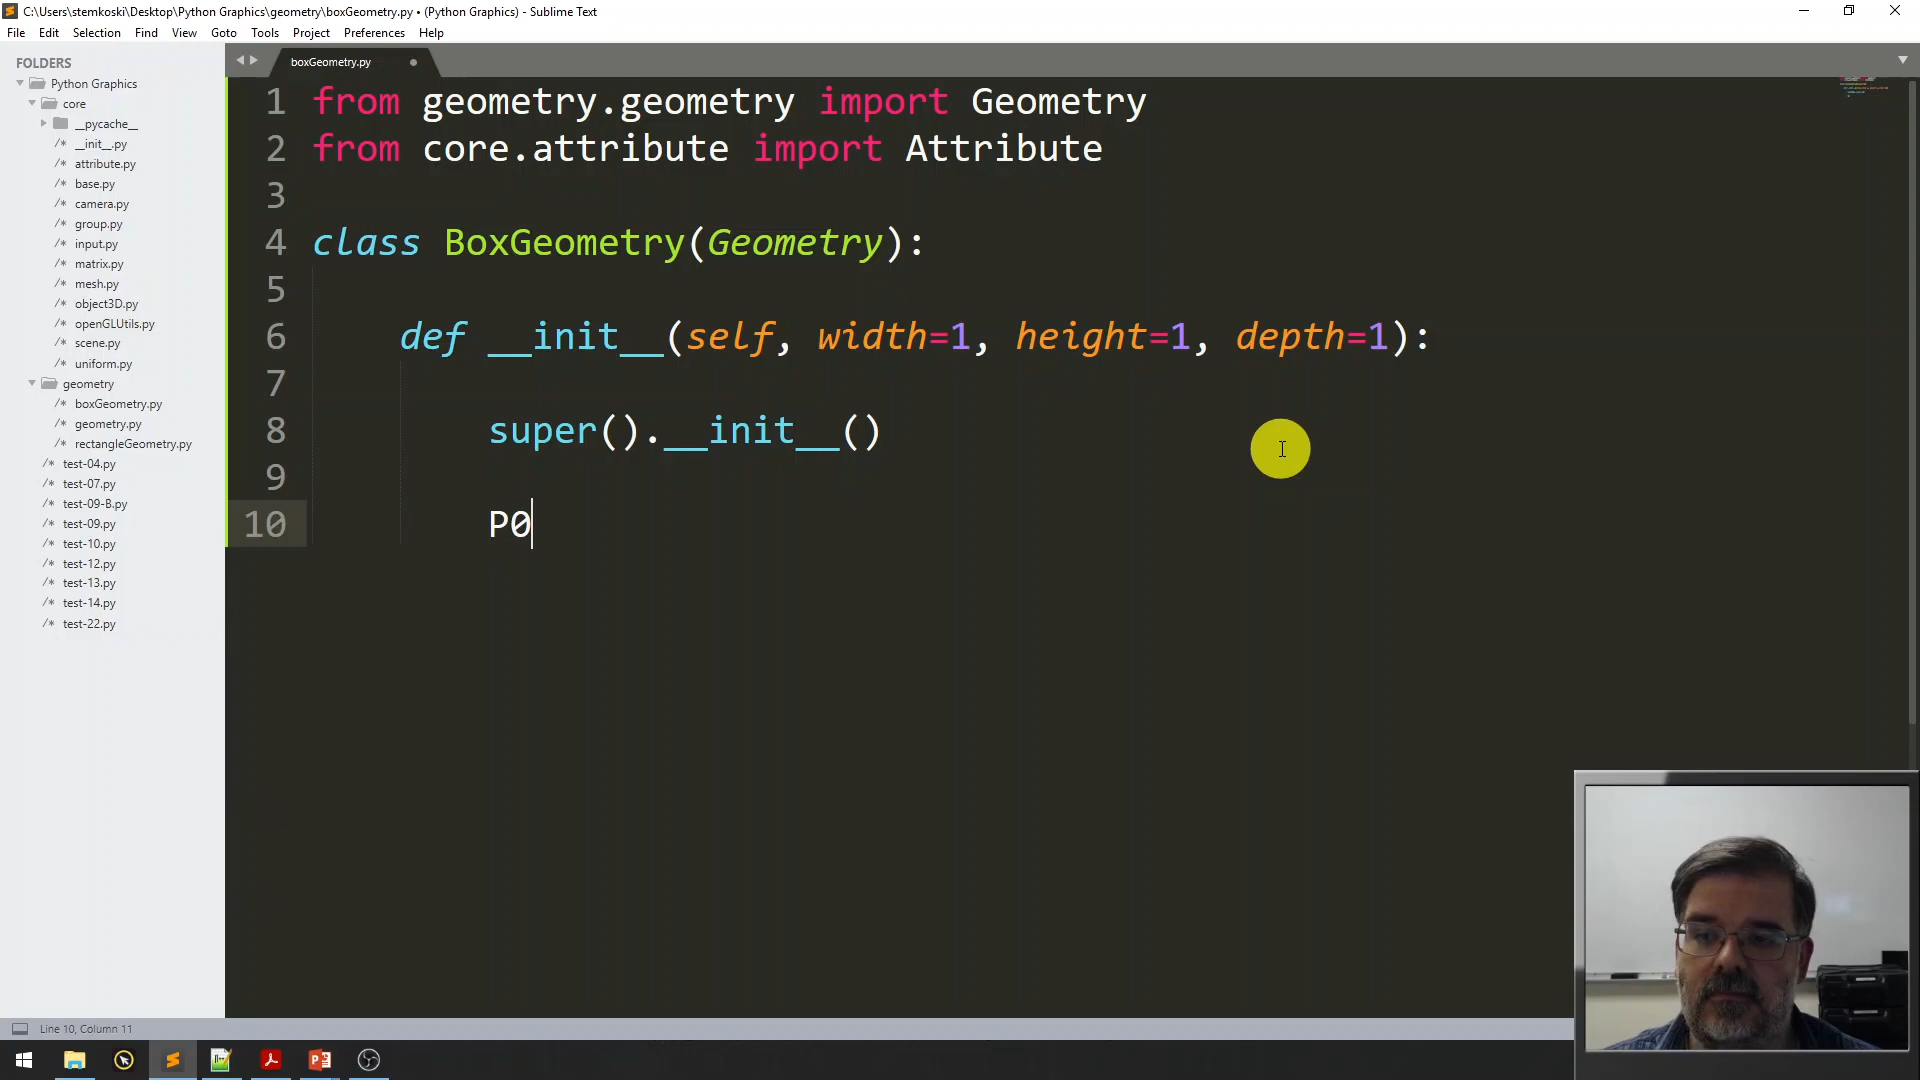 C:\Users\stemkoski\Desktop\Python Graphics\geometry\boxGeometry.py • (Python Graphics) - Sublime Text
File Edit Selection Find View Goto Tools Project Preferences Help
FOLDERS
Python Graphics
core
__pycache__
/* __init__.py
/* attribute.py
/* base.py
/* camera.py
/* group.py
/* input.py
/* matrix.py
/* mesh.py
/* object3D.py
/* openGLUtils.py
/* scene.py
/* uniform.py
geometry
/* boxGeometry.py
/* geometry.py
/* rectangleGeometry.py
/* test-04.py
/* test-07.py
/* test-09-B.py
/* test-09.py
/* test-10.py
/* test-12.py
/* test-13.py
/* test-14.py
/* test-22.py
boxGeometry.py
1 from geometry.geometry import Geometry
2 from core.attribute import Attribute
3
4 class BoxGeometry(Geometry):
5
6 def __init__(self, width=1, height=1, depth=1):
7
8 super().__init__()
9
10 P0
Line 10, Column 11